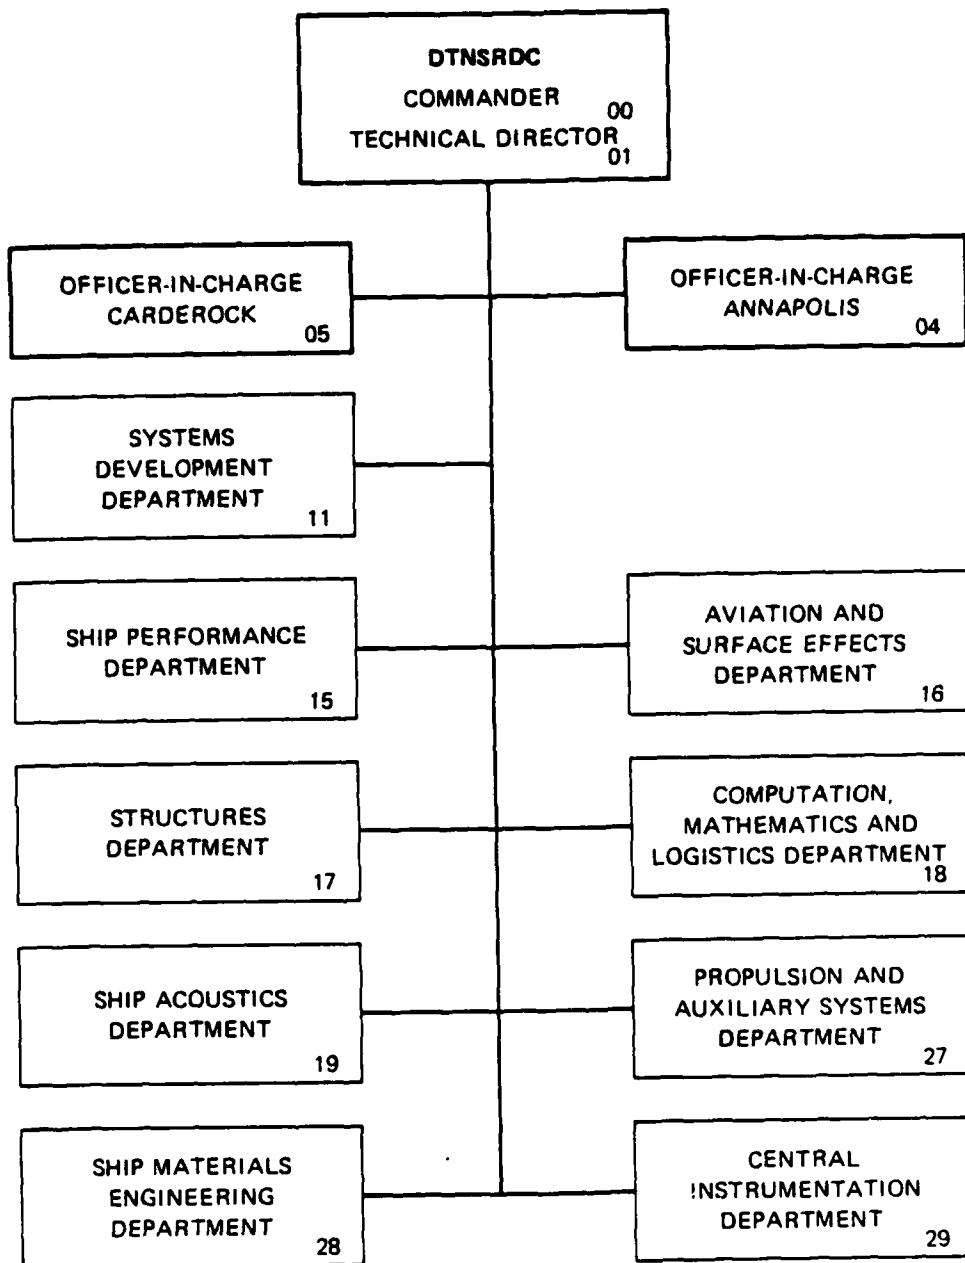 DTNSRDC
COMMANDER
00
TECHNICAL DIRECTOR
01
OFFICER-IN-CHARGE
CARDEROCK
05
OFFICER-IN-CHARGE
ANNAPOLIS
04
SYSTEMS
DEVELOPMENT
DEPARTMENT
11
SHIP PERFORMANCE
DEPARTMENT
15
AVIATION AND
SURFACE EFFECTS
DEPARTMENT
16
STRUCTURES
DEPARTMENT
17
COMPUTATION,
MATHEMATICS AND
LOGISTICS DEPARTMENT
18
SHIP ACOUSTICS
DEPARTMENT
19
PROPULSION AND
AUXILIARY SYSTEMS
DEPARTMENT
27
SHIP MATERIALS
ENGINEERING
DEPARTMENT
28
CENTRAL
INSTRUMENTATION
DEPARTMENT
29